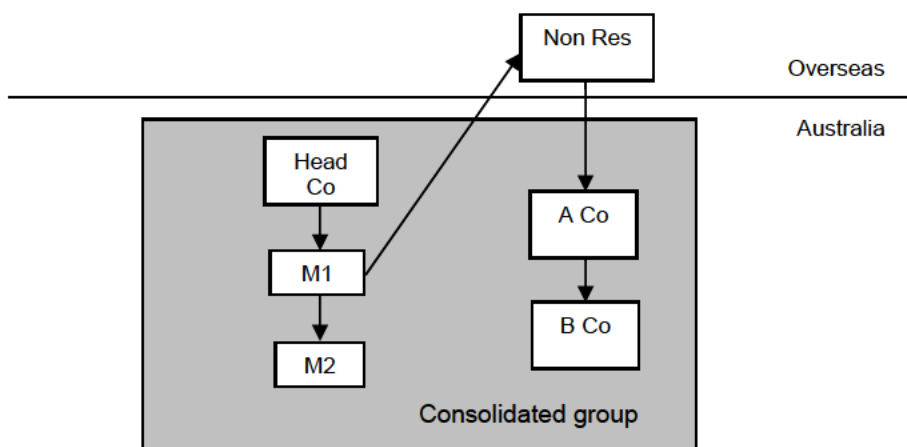 Non Res
Overseas
Australia
Head
Co
A Co
M1
B Co
M2
Consolidated group